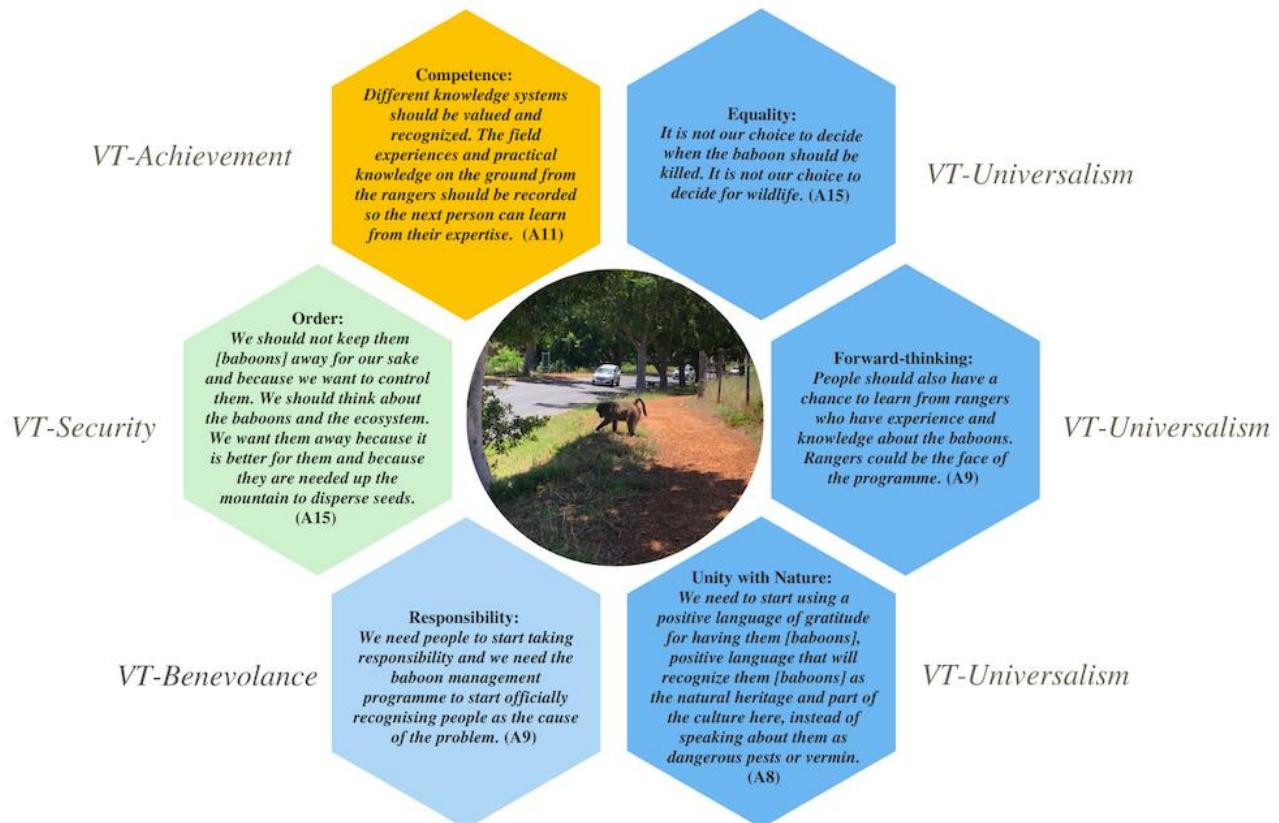 VT-Achievement
Competence:
Different knowledge systems
should be valued and
recognized. The field
experiences and practical
knowledge on the ground from
the rangers should be recorded
so the next person can learn
from their expertise. (A11)
Equality:
It is not our choice to decide
when the baboon should be
killed. It is not our choice to
decide for wildlife. (A15)
VT-Universalism
VT-Security
Order:
We should not keep them
[baboons] away for our sake
and because we want to control
them. We should think about
the baboons and the ecosystem.
We want them away because it
is better for them and because
they are needed up the
mountain to disperse seeds.
(A15)
Forward-thinking:
People should also have a
chance to learn from rangers
who have experience and
knowledge about the baboons.
Rangers could be the face of
the programme. (A9)
VT-Universalism
VT-Benevolance
Responsibility:
We need people to start taking
responsibility and we need the
baboon management
programme to start officially
recognising people as the cause
of the problem. (A9)
Unity with Nature:
We need to start using a
positive language of gratitude
for having them [baboons],
positive language that will
recognize them [baboons] as
the natural heritage and part of
the culture here, instead of
speaking about them as
dangerous pests or vermin.
(A8)
VT-Universalism